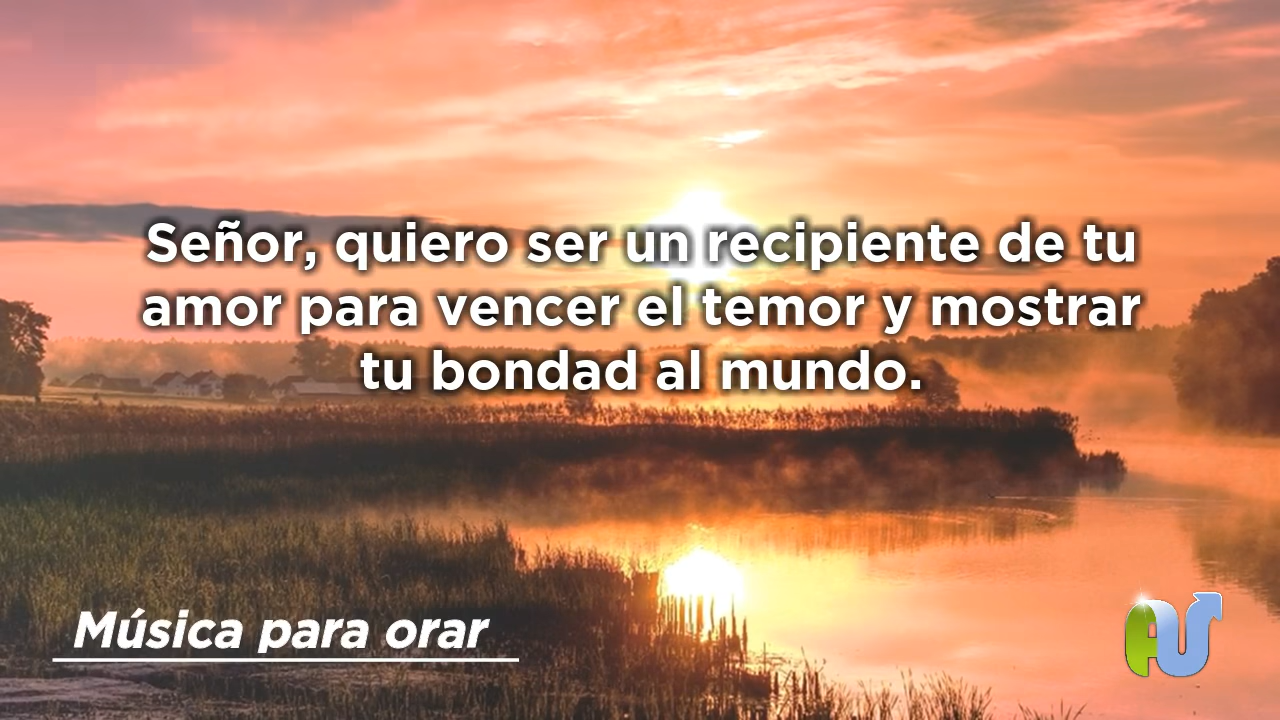 Señor, quiero ser un recipiente de tu
amor para vencer el temor y mostrar
tu bondad al mundo.
Música para orar
AU